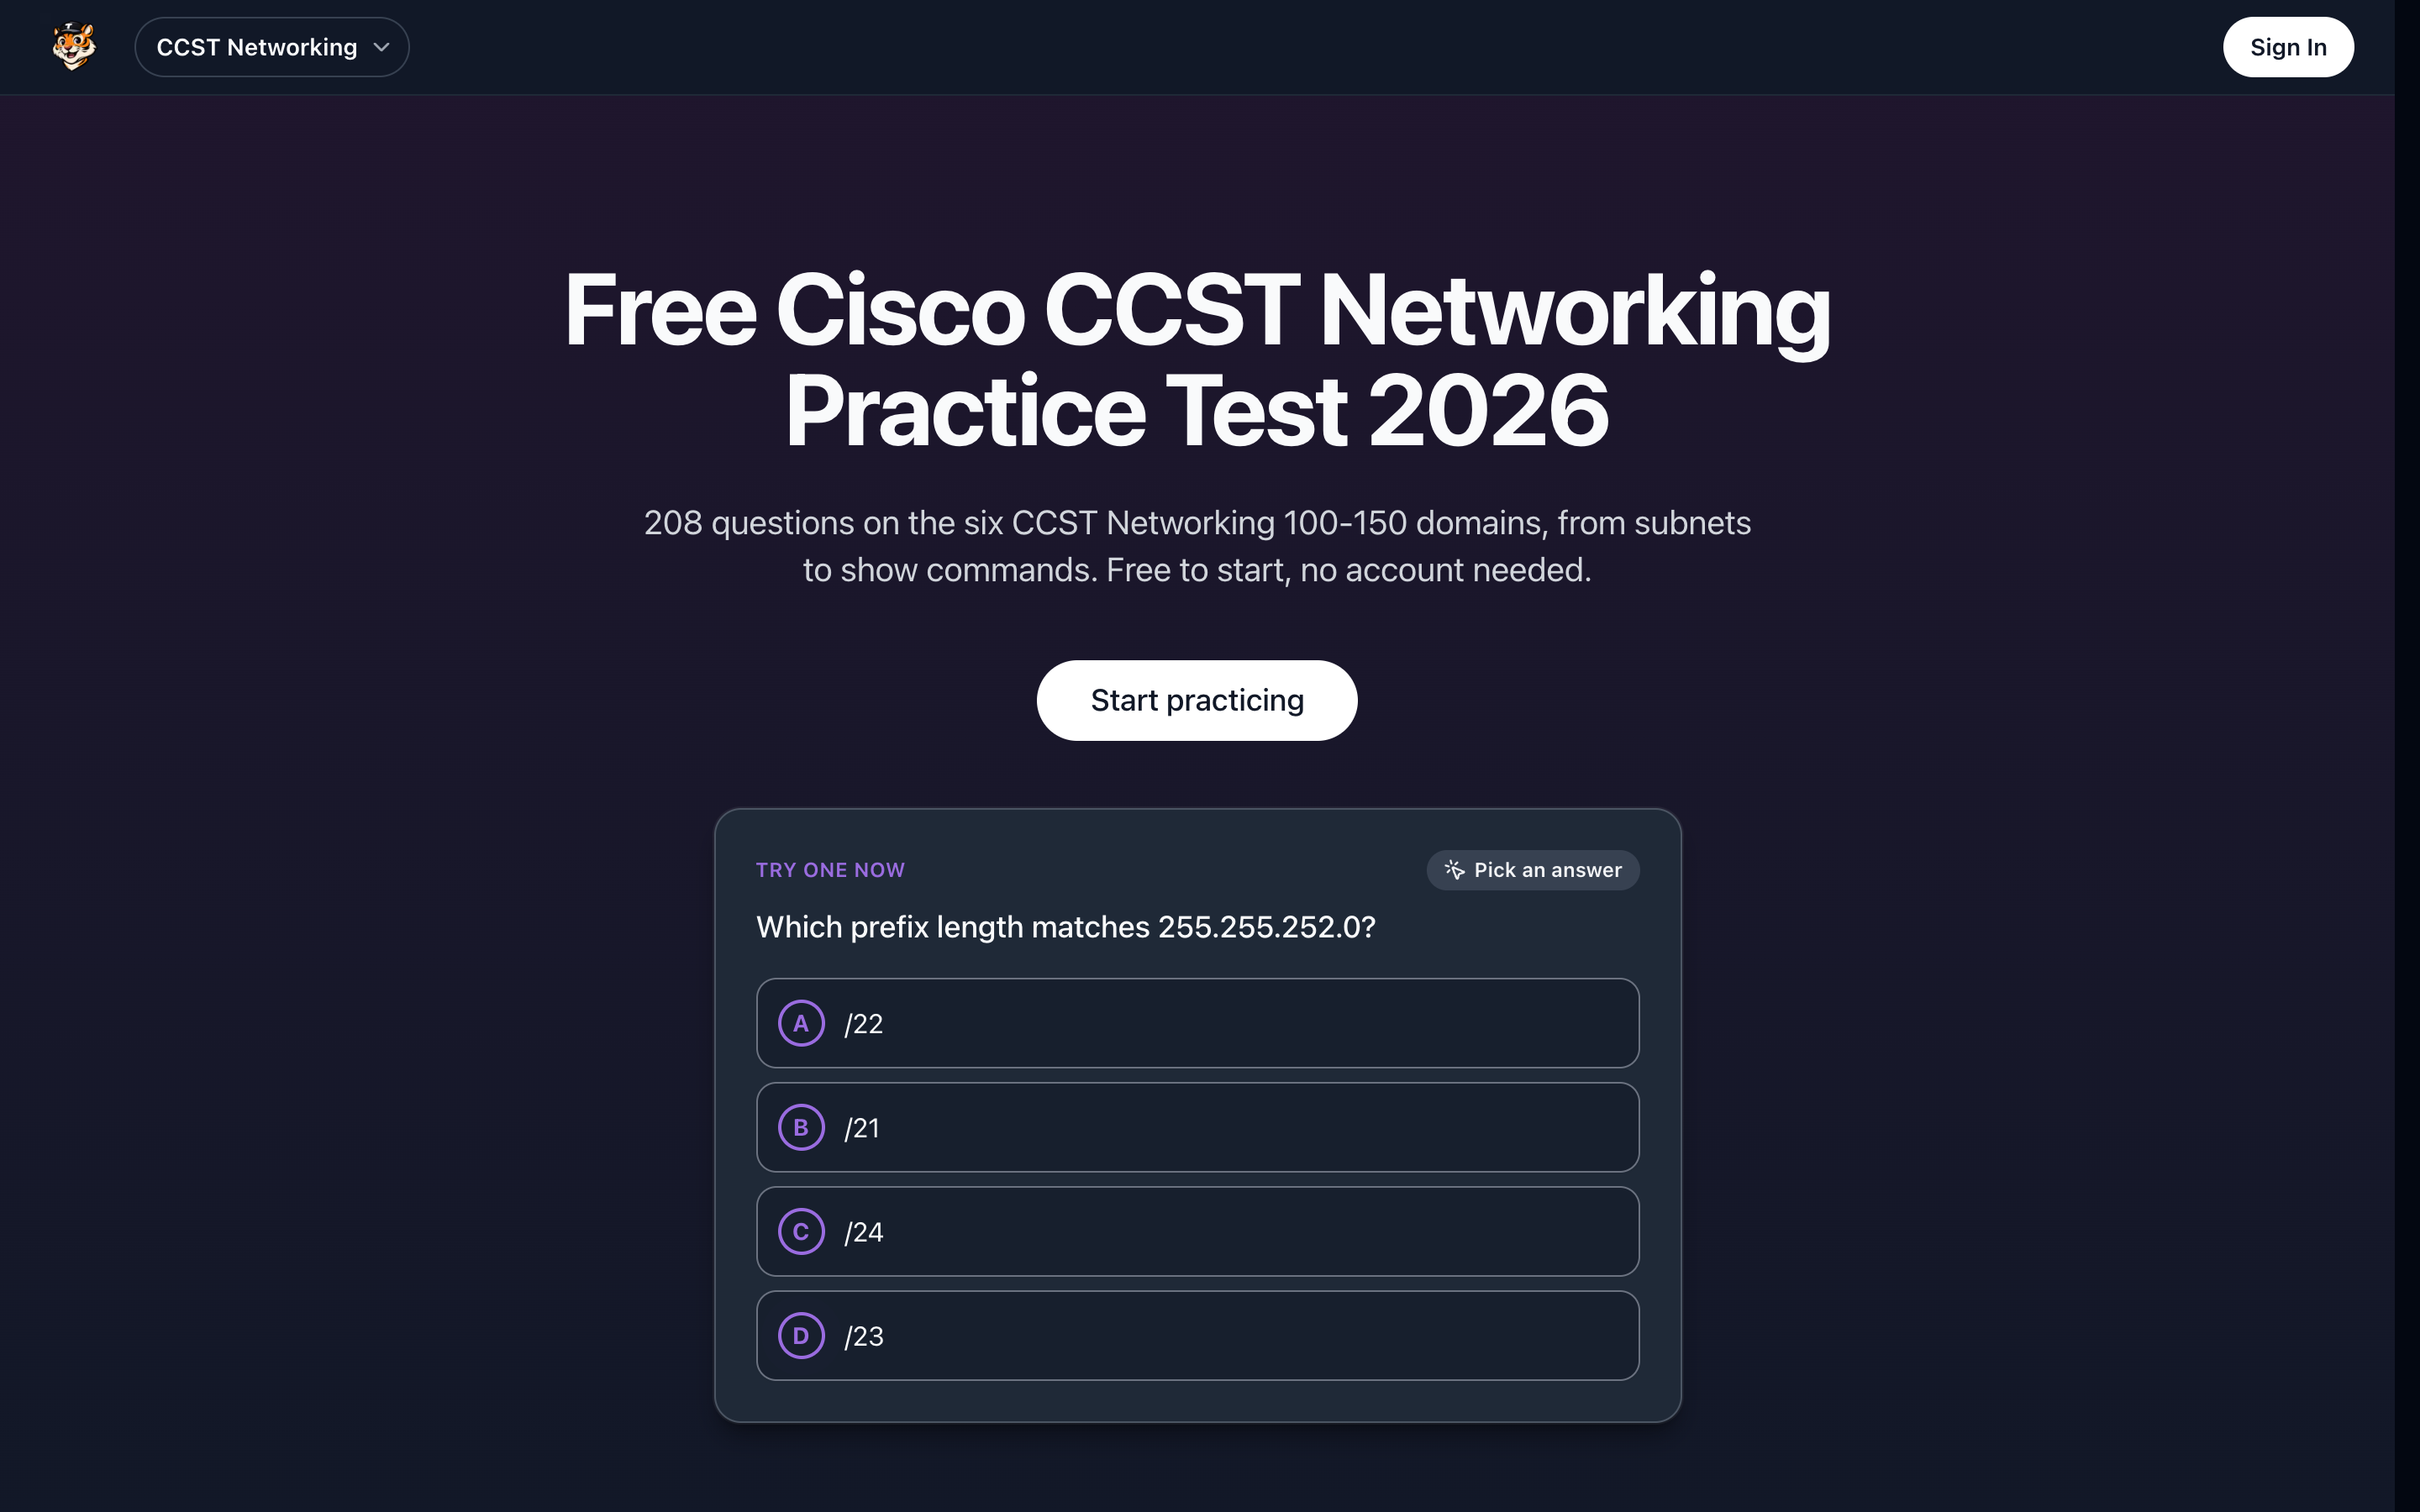 CCST Networking
Sign In
Free Cisco CCST Networking
Practice Test 2026
208 questions on the six CCST Networking 100-150 domains, from subnets
to show commands. Free to start, no account needed.
Start practicing
TRY ONE NOW
Pick an answer
Which prefix length matches 255.255.252.0?
A /22
B /21
C /24
D /23